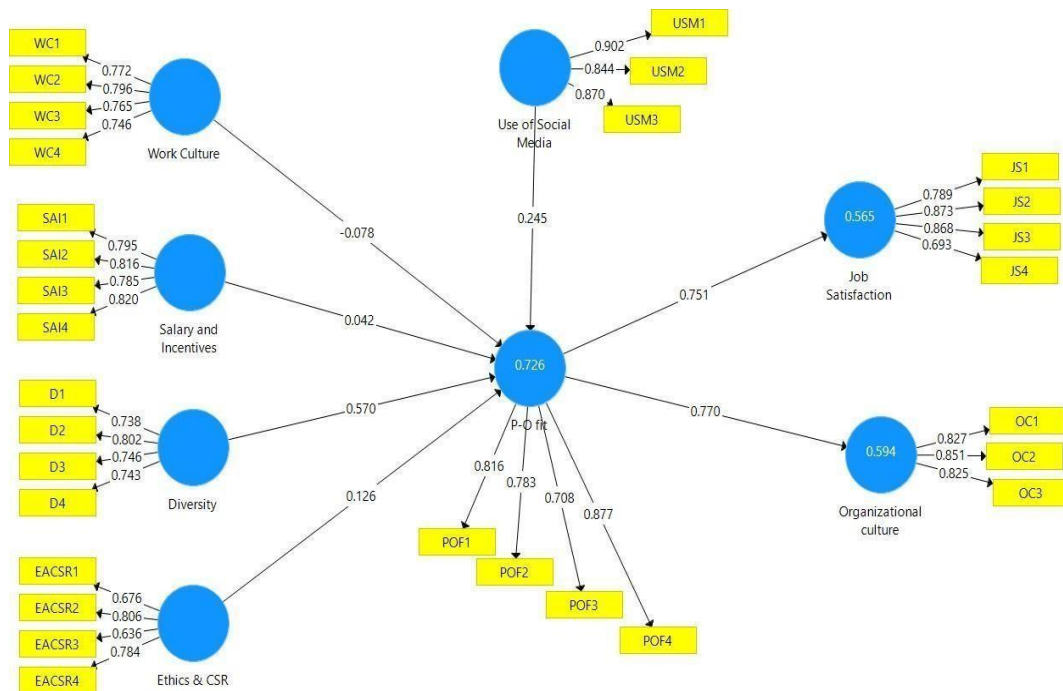 WC1
WC2
WC3
WC4
0.772
0.796
0.765
0.746
Work Culture
-0.078
USM1
USM2
USM3
0.902
0.844
0.870
Use of Social
Media
0.245
SAI1
SAI2
SAI3
SAI4
0.795
0.816
0.785
0.820
Salary and
Incentives
0.042
JS1
JS2
JS3
JS4
0.789
0.873
0.868
0.693
0.565
Job
Satisfaction
0.751
D1
D2
D3
D4
0.738
0.802
0.746
0.743
Diversity
0.570
0.726
P-O fit
0.770
OC1
OC2
OC3
0.827
0.851
0.825
0.594
Organizational
culture
EACSR1
EACSR2
EACSR3
EACSR4
0.676
0.806
0.636
0.784
Ethics & CSR
0.126
0.816
0.783
0.708
0.877
POF1
POF2
POF3
POF4